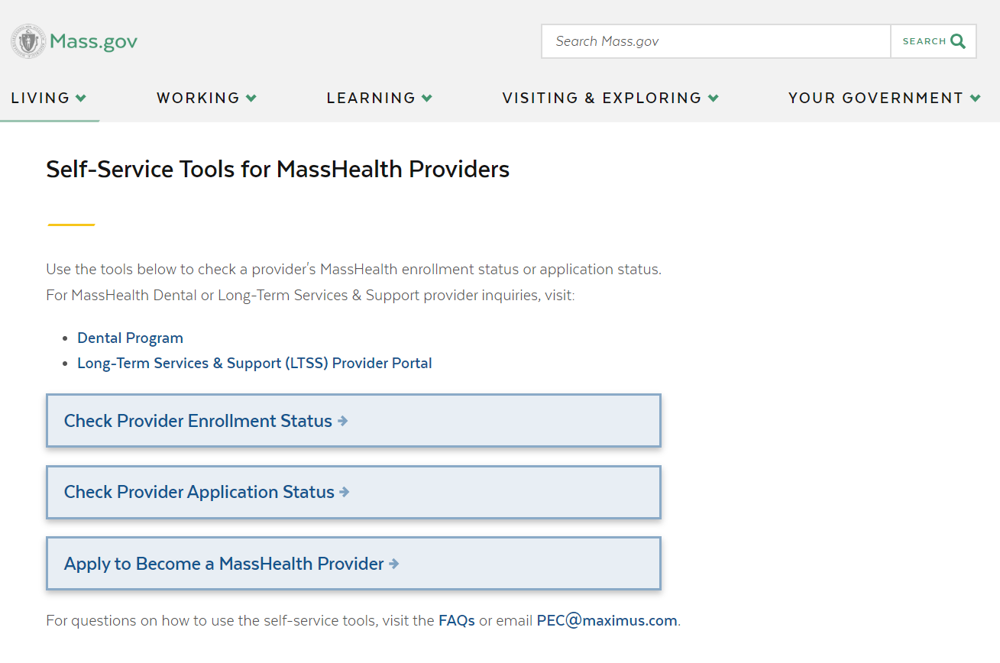 Mass.gov
Search Mass.gov
SEARCH
LIVING
WORKING
LEARNING
VISITING & EXPLORING
YOUR GOVERNMENT
Self-Service Tools for MassHealth Providers
Use the tools below to check a provider's MassHealth enrollment status or application status.
For MassHealth Dental or Long-Term Services & Support provider inquiries, visit:
Dental Program
Long-Term Services & Support (LTSS) Provider Portal
Check Provider Enrollment Status
Check Provider Application Status
Apply to Become a MassHealth Provider
For questions on how to use the self-service tools, visit the FAQs or email PEC@maximus.com.